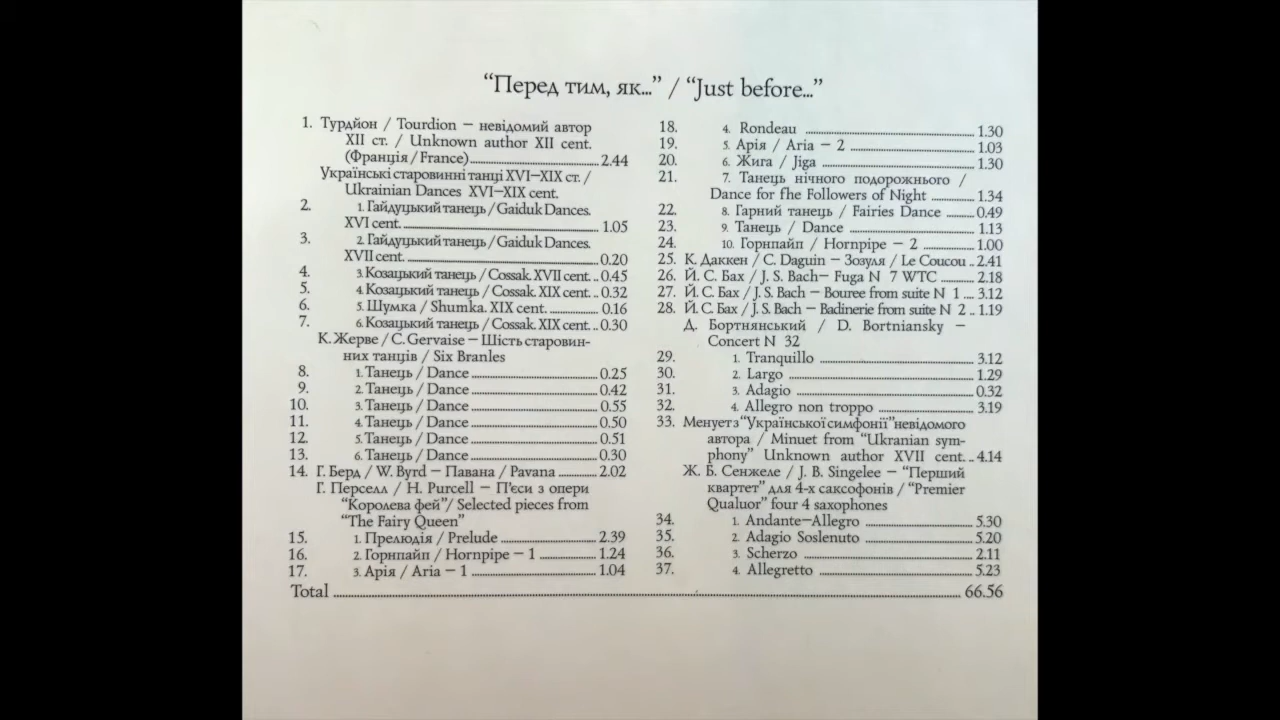 “Перед тим, як...” / “Just before...”
1. Турдйон / Tourdion – невідомий автор
XII ст. / Unknown author XII cent.
(Франція / France) 2.44
Українські старовинні танці XVI–XIX ст. /
Ukrainian Dances XVI–XIX cent.
2. 1. Гайдуцький танець / Gaiduk Dances.
XVI cent. 1.05
3. 2. Гайдуцький танець / Gaiduk Dances.
XVII cent. 0.20
4. 3. Козацький танець / Cossak. XVII cent. .. 0.45
5. 4. Козацький танець / Cossak. XIX cent. .. 0.32
6. 5. Шумка / Shumka. XIX cent. 0.16
7. 6. Козацький танець / Cossak. XIX cent. .. 0.30
К. Жерве / C. Gervaise – Шість старовин-
них танців / Six Branles
8. 1. Танець / Dance 0.25
9. 2. Танець / Dance 0.42
10. 3. Танець / Dance 0.55
11. 4. Танець / Dance 0.50
12. 5. Танець / Dance 0.51
13. 6. Танець / Dance 0.30
14. Г. Берд / W. Byrd – Павана / Pavana 2.02
Г. Перселл / H. Purcell – П'єси з опери
“Королева фей”/ Selected pieces from
“The Fairy Queen”
15. 1. Прелюдія / Prelude 2.39
16. 2. Горнпайп / Hornpipe – 1 1.24
17. 3. Арія / Aria – 1 1.04
18. 4. Rondeau 1.30
19. 5. Арія / Aria – 2 1.03
20. 6. Жига / Jiga 1.30
21. 7. Танець нічного подорожнього /
Dance for fhe Followers of Night 1.34
22. 8. Гарний танець / Fairies Dance 0.49
23. 9. Танець / Dance 1.13
24. 10. Горнпайп / Hornpipe – 2 1.00
25. К. Даккен / C. Daguin – Зозуля / Le Coucou .. 2.41
26. Й. С. Бах / J. S. Bach– Fuga N 7 WTC 2.18
27. Й. С. Бах / J. S. Bach – Bouree from suite N 1 .... 3.12
28. Й. С. Бах / J. S. Bach – Badinerie from suite N 2 .. 1.19
Д. Бортнянський / D. Bortniansky –
Concert N 32
29. 1. Tranquillo 3.12
30. 2. Largo 1.29
31. 3. Adagio 0.32
32. 4. Allegro non troppo 3.19
33. Менует з “Української симфонії” невідомого
автора / Minuet from “Ukranian sym-
phony” Unknown author XVII cent. .. 4.14
Ж. Б. Сенжеле / J. B. Singelee – “Перший
квартет” для 4-х саксофонів / “Premier
Qualuor” four 4 saxophones
34. 1. Andante–Allegro 5.30
35. 2. Adagio Soslenuto 5.20
36. 3. Scherzo 2.11
37. 4. Allegretto 5.23
Total 66.56